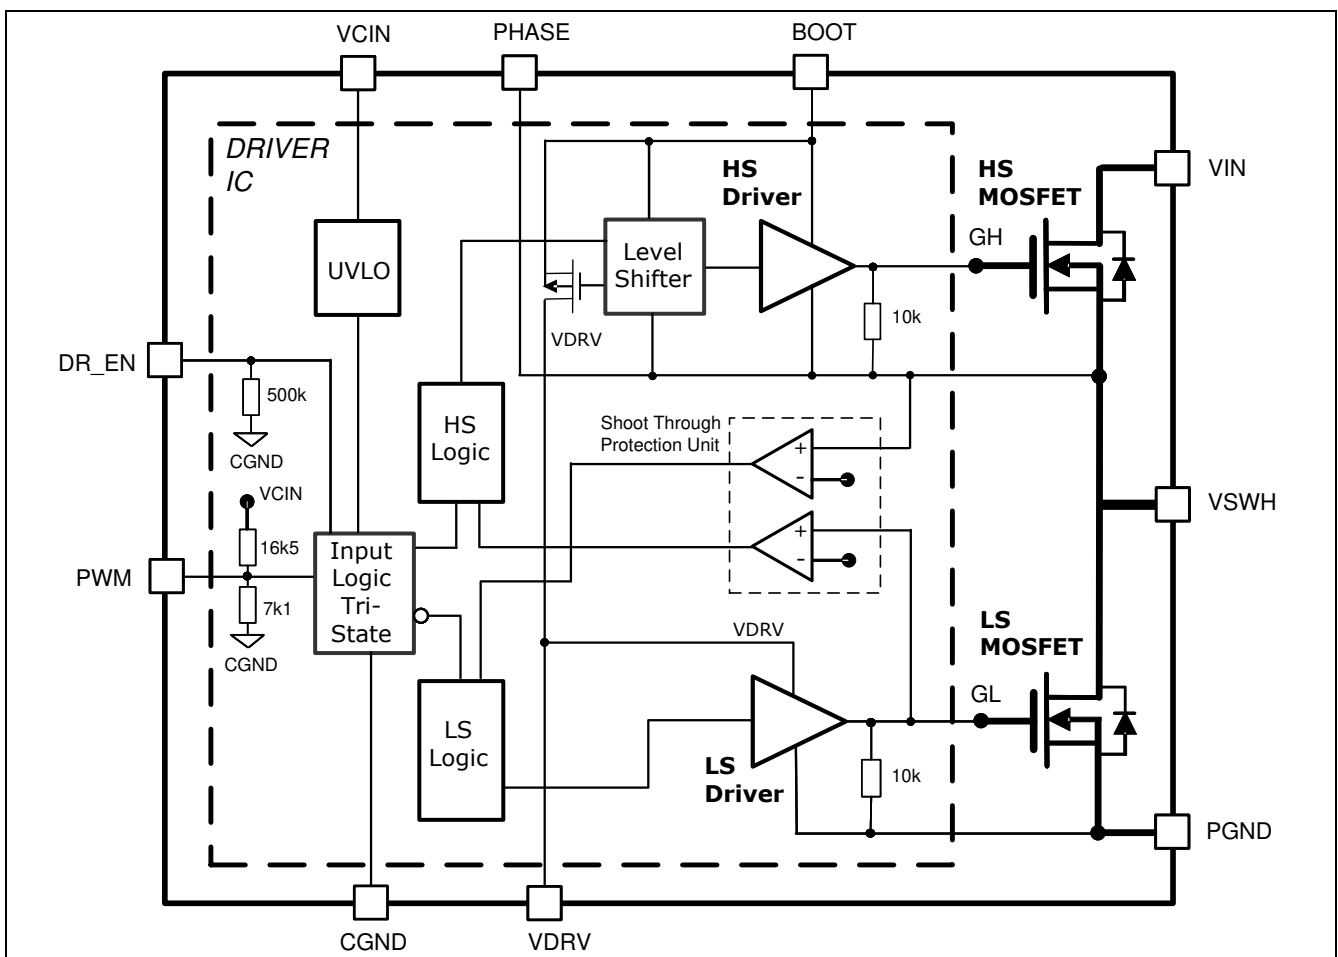 VCIN
PHASE
BOOT
DRIVER
IC
HS
Driver
HS
MOSFET
VIN
GH
UVLO
Level
Shifter
10k
VDRV
DR_EN
500k
CGND
HS
Logic
Shoot Through
Protection Unit
+
-
VCIN
16k5
VSWH
PWM
Input
Logic
Tri-
State
+
-
7k1
CGND
VDRV
LS
MOSFET
GL
LS
Logic
LS
Driver
10k
PGND
CGND
VDRV